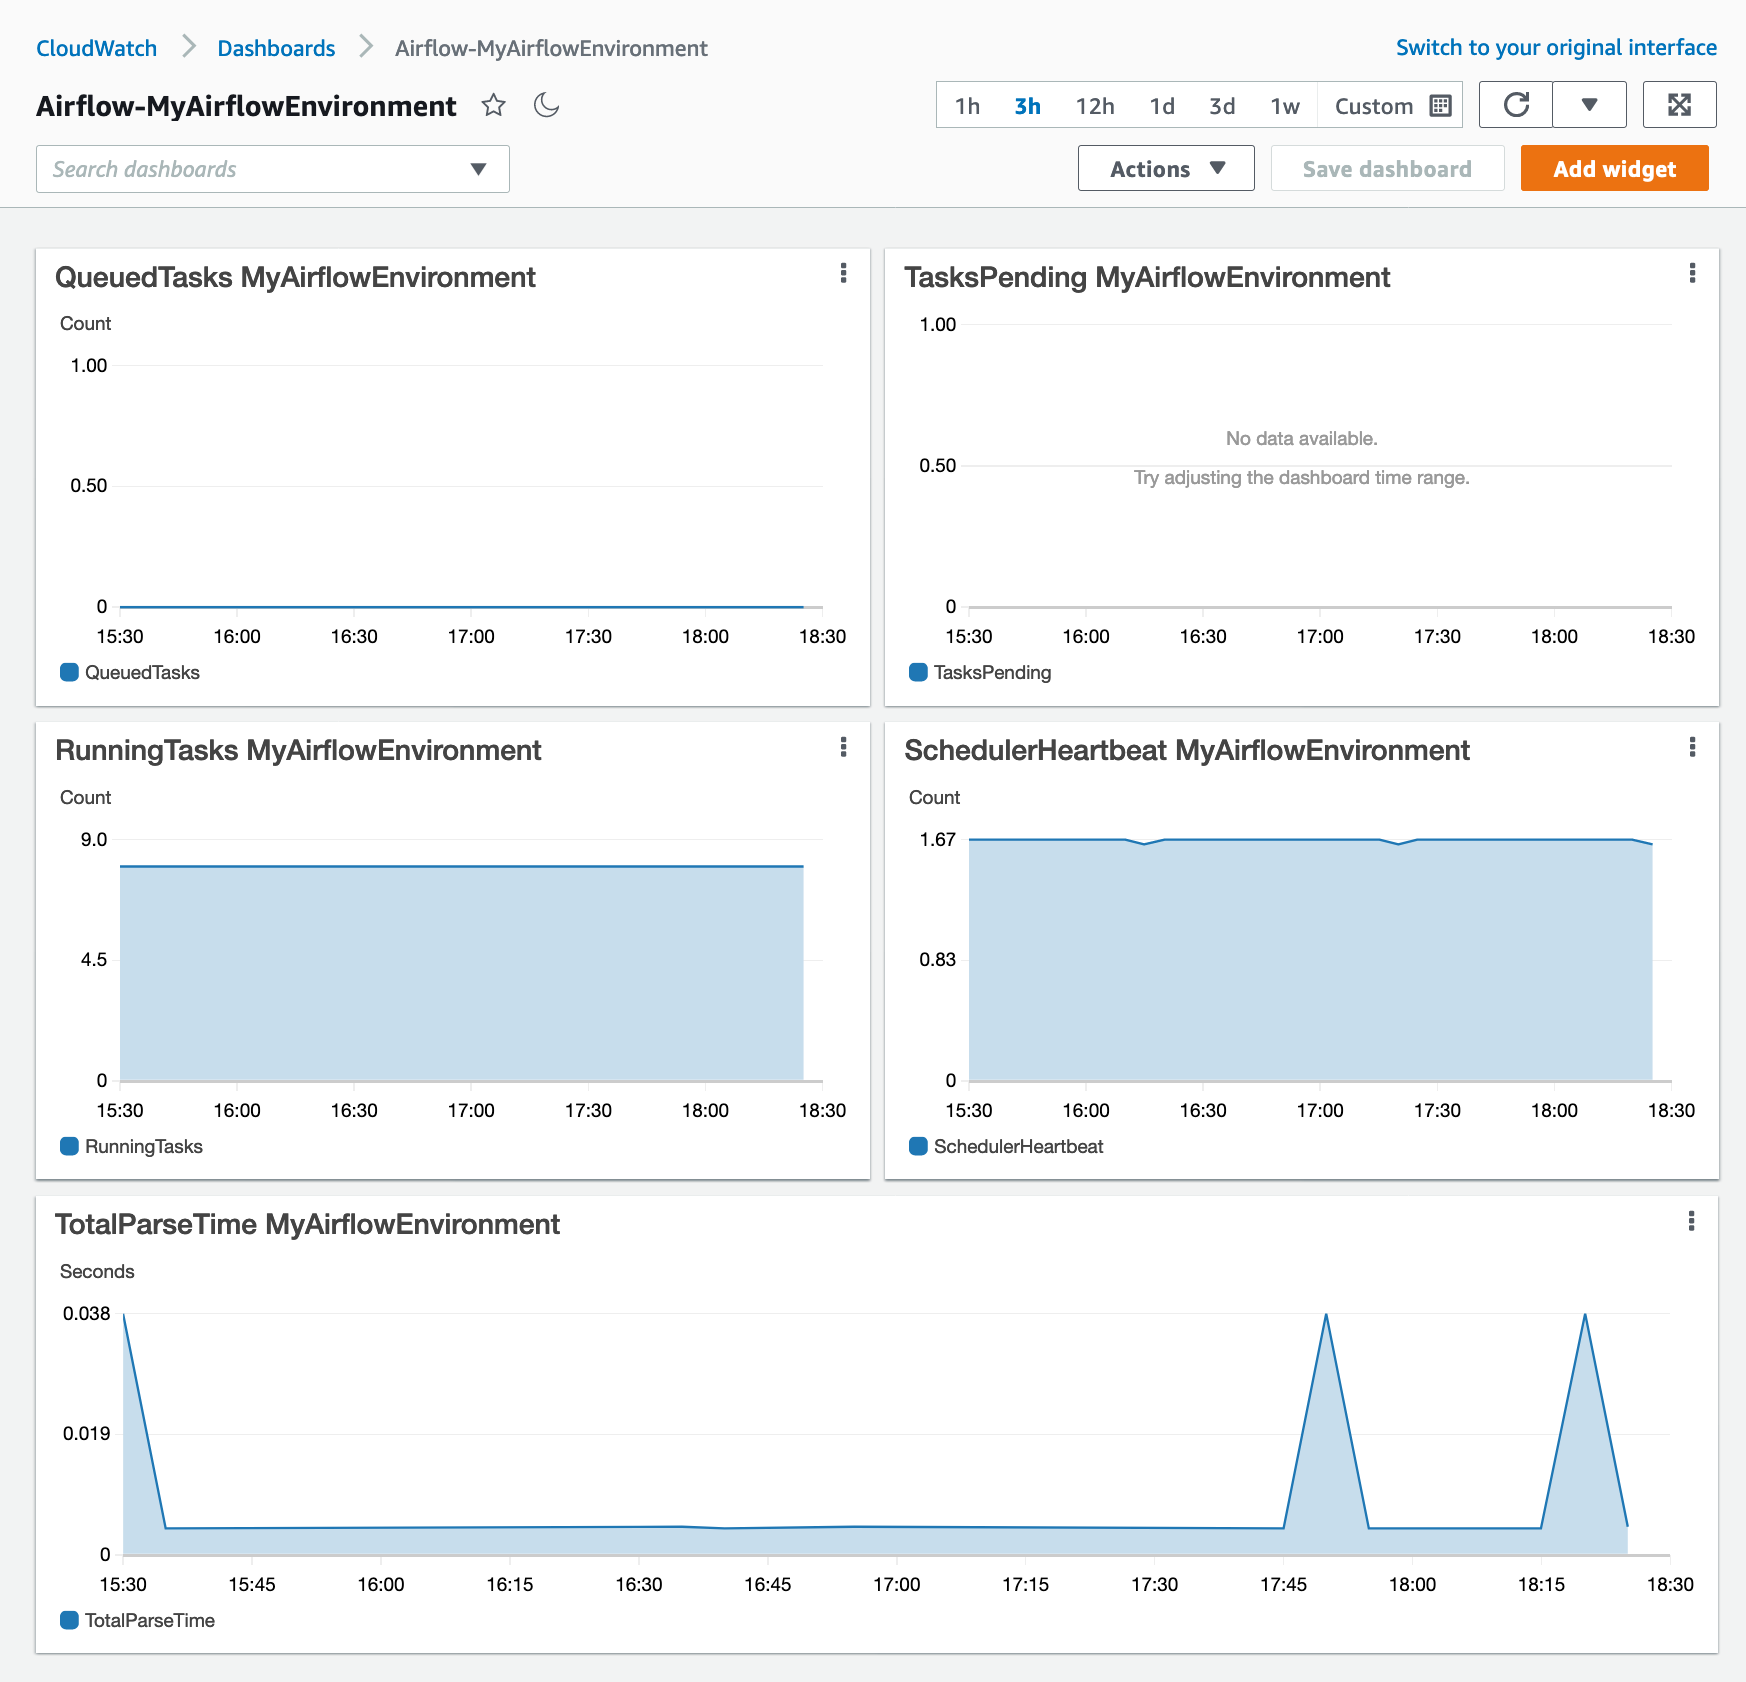 CloudWatch > Dashboards > Airflow-MyAirflowEnvironment
Switch to your original interface
Airflow-MyAirflowEnvironment
1h 3h 12h 1d 3d 1w Custom
Search dashboards
Actions
Save dashboard
Add widget
QueuedTasks MyAirflowEnvironment
Count
1.00
0.50
0
15:30 16:00 16:30 17:00 17:30 18:00 18:30
QueuedTasks
TasksPending MyAirflowEnvironment
1.00
No data available.
0.50
Try adjusting the dashboard time range.
0
15:30 16:00 16:30 17:00 17:30 18:00 18:30
TasksPending
RunningTasks MyAirflowEnvironment
Count
9.0
4.5
0
15:30 16:00 16:30 17:00 17:30 18:00 18:30
RunningTasks
SchedulerHeartbeat MyAirflowEnvironment
Count
1.67
0.83
0
15:30 16:00 16:30 17:00 17:30 18:00 18:30
SchedulerHeartbeat
TotalParseTime MyAirflowEnvironment
Seconds
0.038
0.019
0
15:30 15:45 16:00 16:15 16:30 16:45 17:00 17:15 17:30 17:45 18:00 18:15 18:30
TotalParseTime